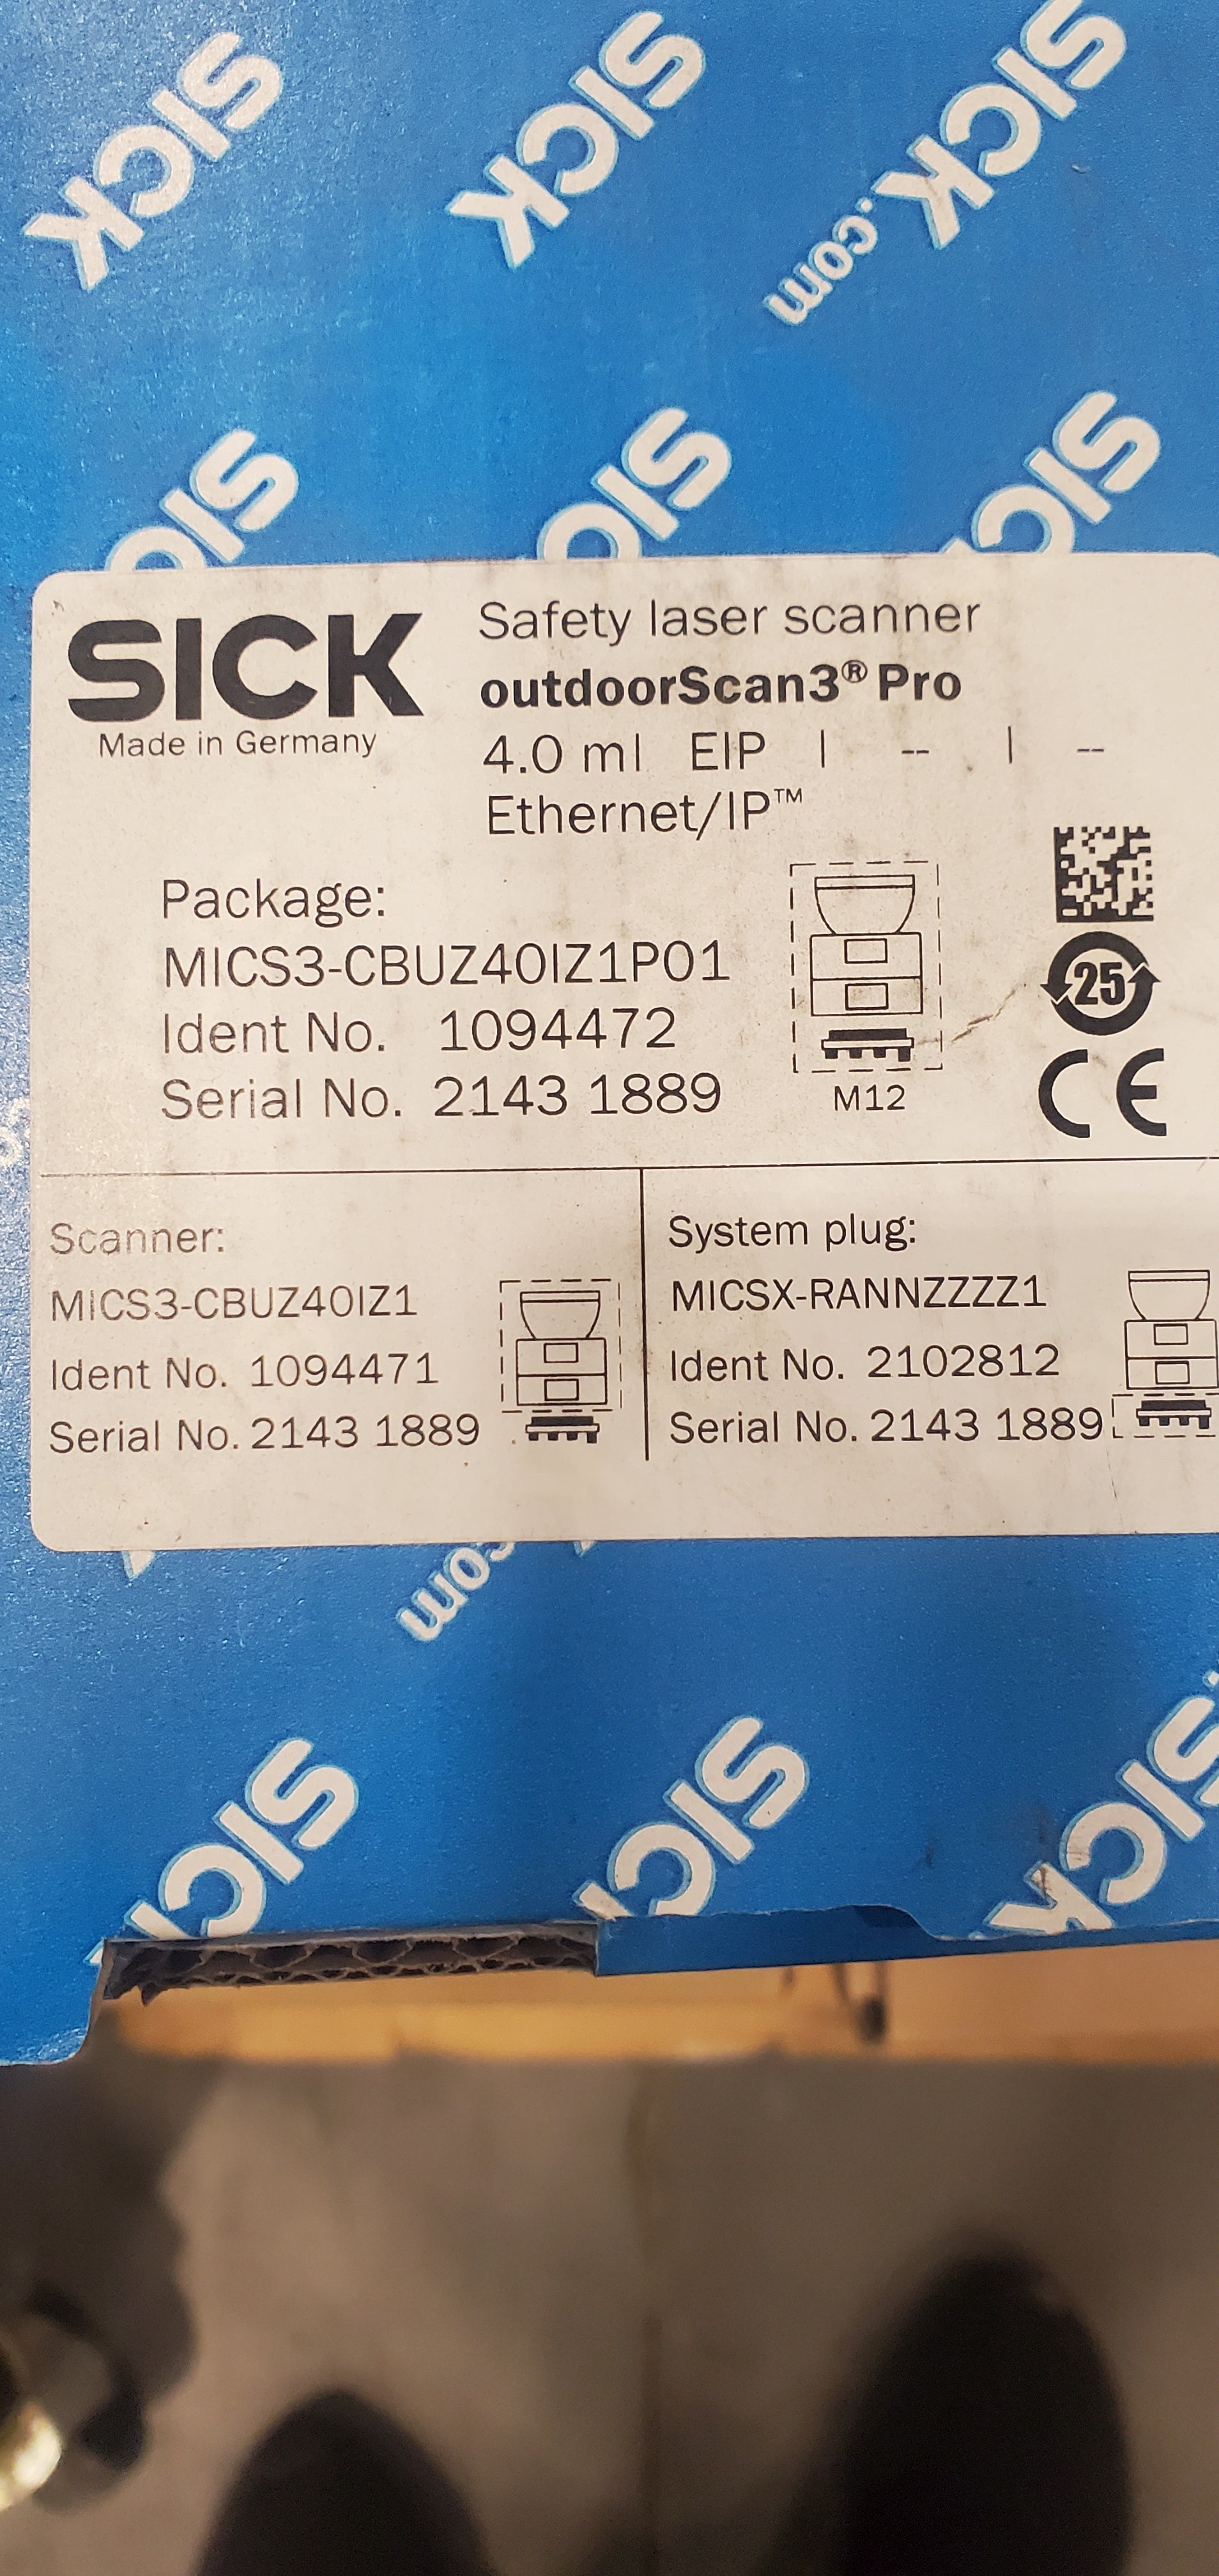 SICK
SICK
SICK.com
SIC
SICK
SIC
SICK
Made in Germany
Safety laser scanner
outdoorScan3® Pro
4.0 ml EIP | -- | --
Ethernet/IP™
Package:
MICS3-CBUZ40IZ1P01
Ident No. 1094472
Serial No. 2143 1889
M12
25
CE
Scanner:
MICS3-CBUZ40IZ1
Ident No. 1094471
Serial No. 2143 1889
System plug:
MICSX-RANNZZZZ1
Ident No. 2102812
Serial No. 2143 1889
com
SICK
SICK
SICK